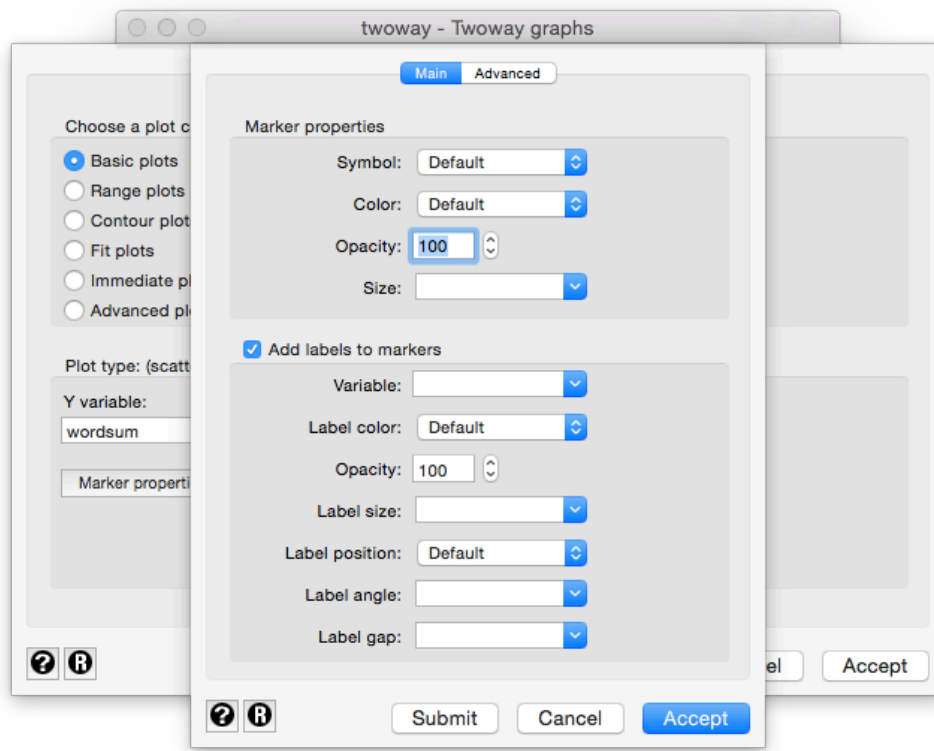 twoway - Twoway graphs
Main Advanced
Choose a plot c
Basic plots
Range plots
Contour plot
Fit plots
Immediate pl
Advanced pl
Plot type: (scatt
Y variable:
wordsum
Marker properti
Marker properties
Symbol: Default
Color: Default
Opacity: 100
Size:
Add labels to markers
Variable:
Label color: Default
Opacity: 100
Label size:
Label position: Default
Label angle:
Label gap:
? R
Submit Cancel Accept
? R
el Accept